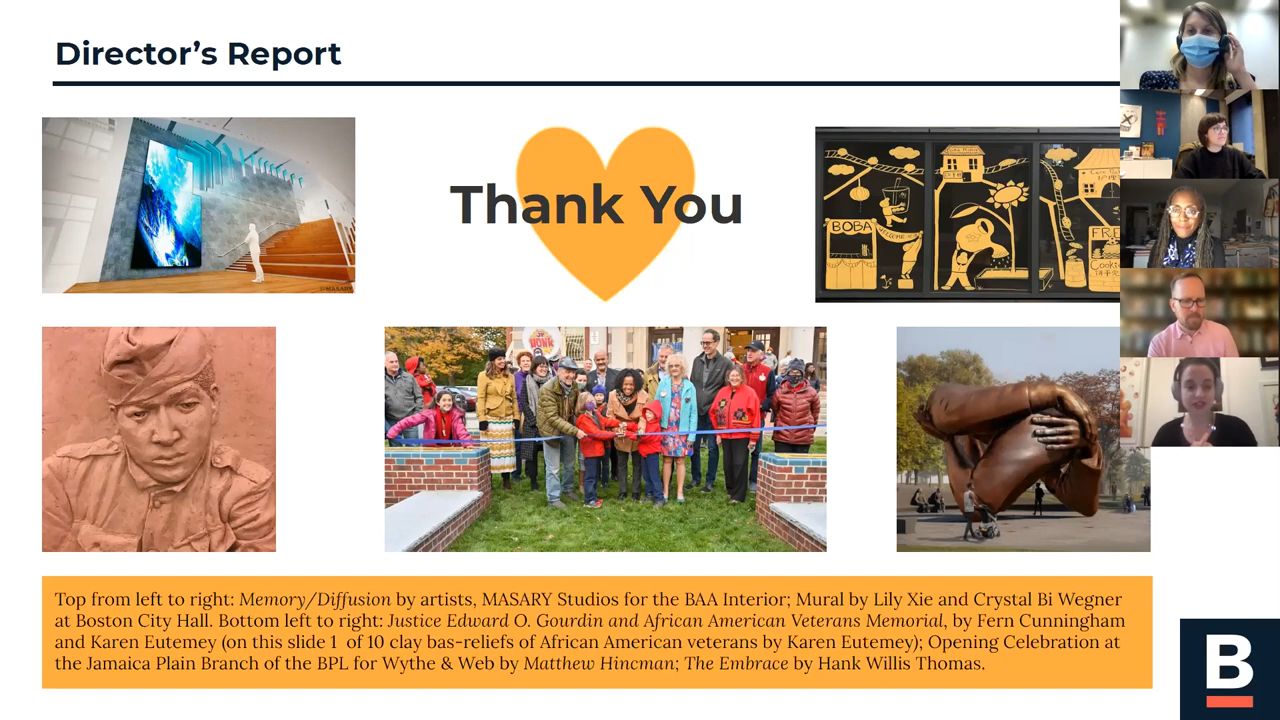 Director's Report
Thank You
©MASARY
BOBA
FRE
Cookie
HONK
Top from left to right: Memory/Diffusion by artists, MASARY Studios for the BAA Interior; Mural by Lily Xie and Crystal Bi Wegner
at Boston City Hall. Bottom left to right: Justice Edward O. Gourdin and African American Veterans Memorial, by Fern Cunningham
and Karen Eutemey (on this slide 1 of 10 clay bas-reliefs of African American veterans by Karen Eutemey); Opening Celebration at
the Jamaica Plain Branch of the BPL for Wythe & Web by Matthew Hincman; The Embrace by Hank Willis Thomas.
B